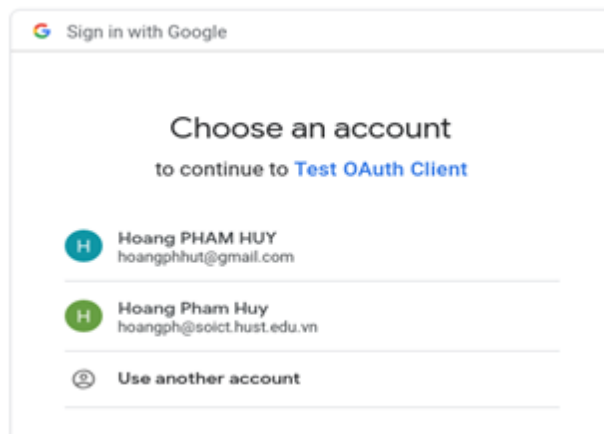 Sign in with Google
Choose an account
to continue to Test OAuth Client
H
Hoang PHAM HUY
hoangphhut@gmail.com
H
Hoang Pham Huy
hoangph@soict.hust.edu.vn
Use another account